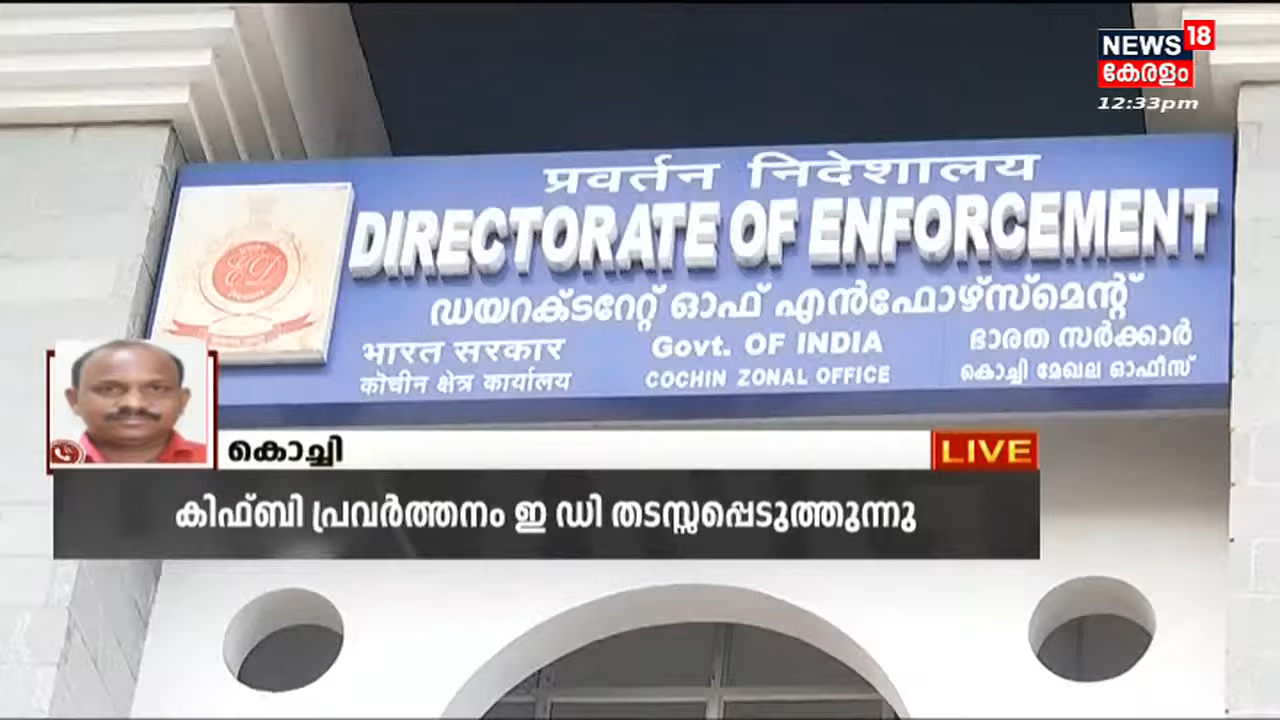 NEWS 18
കേരളം
12:33pm
प्रवर्तन निदेशालय
DIRECTORATE OF ENFORCEMENT
ഡയറക്ടറേറ്റ് ഓഫ് എൻഫോഴ്സ്മെന്റ്
भारत सरकार Govt. OF INDIA ഭാരത സർക്കാർ
कोचीन क्षेत्र कार्यालय COCHIN ZONAL OFFICE കൊച്ചി മേഖല ഓഫീസ്
ED
കൊച്ചി LIVE
കിഫ്ബി പ്രവർത്തനം ഇ ഡി തടസ്സപ്പെടുത്തുന്നു